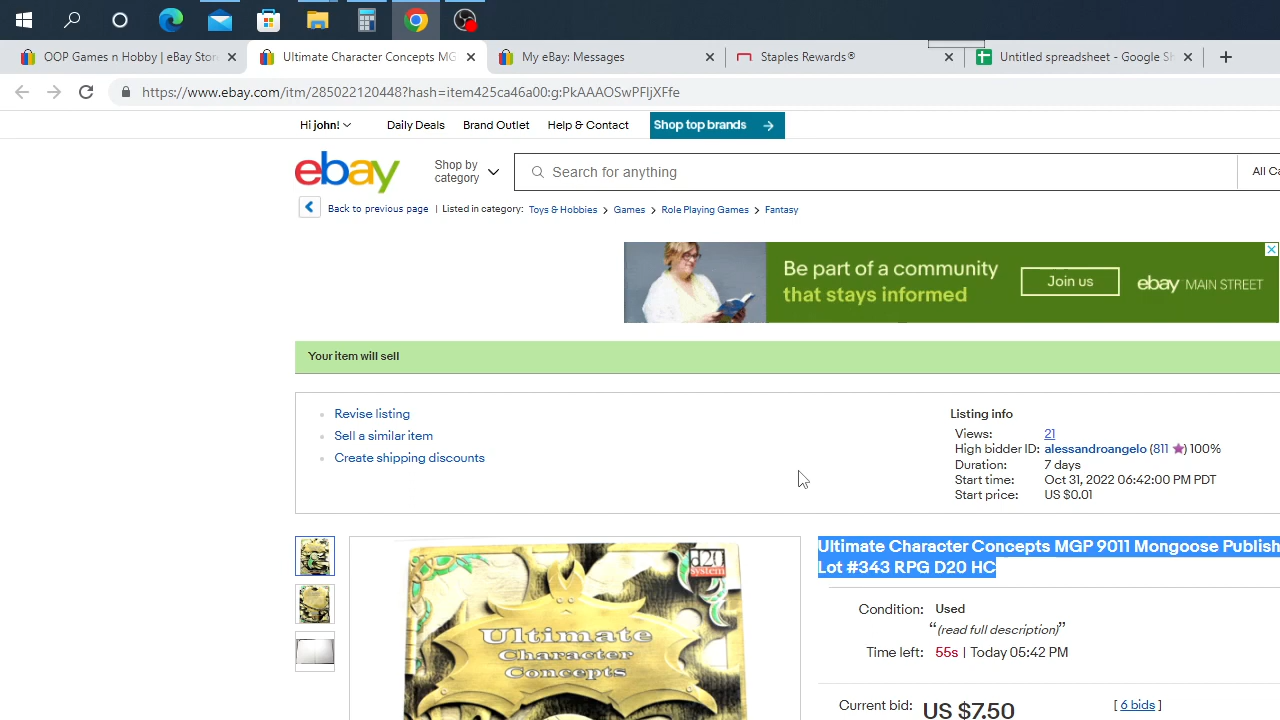 OOP Games n Hobby | eBay Stor
Ultimate Character Concepts MG
My eBay: Messages
Staples Rewards®
Untitled spreadsheet - Google Sh
https://www.ebay.com/itm/285022120448?hash=item425ca46a00:g:PkAAAOSwPFljXFfe
Hi john!
Daily Deals
Brand Outlet
Help & Contact
Shop top brands
ebay
Shop by category
Search for anything
All Ca
Back to previous page | Listed in category: Toys & Hobbies > Games > Role Playing Games > Fantasy
Be part of a community
that stays informed
Join us
ebay MAIN STREET
Your item will sell
Revise listing
Sell a similar item
Create shipping discounts
Listing info
Views: 21
High bidder ID: alessandroangelo (811 ★) 100%
Duration: 7 days
Start time: Oct 31, 2022 06:42:00 PM PDT
Start price: US $0.01
d20
system
Ultimate
Character
Concepts
Ultimate Character Concepts MGP 9011 Mongoose Publish
Lot #343 RPG D20 HC
Condition: Used
“(read full description)”
Time left: 55s | Today 05:42 PM
Current bid: US $7.50 [ 6 bids ]